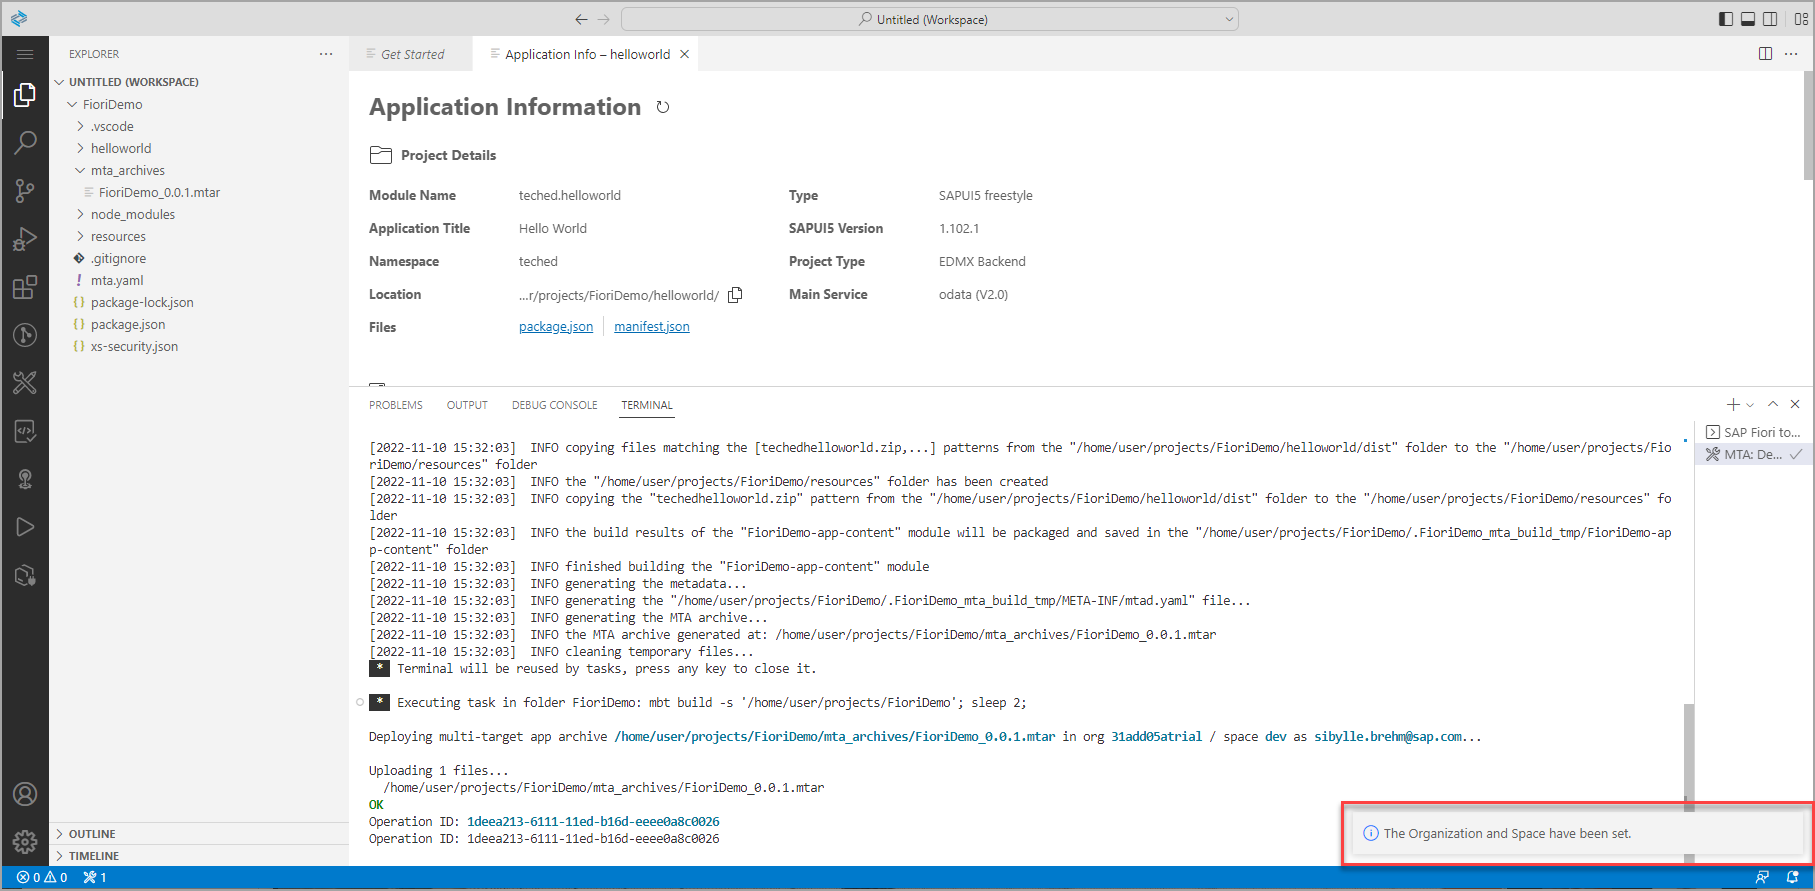 Untitled (Workspace)
EXPLORER
Get Started
Application Info – helloworld
UNTITLED (WORKSPACE)
FioriDemo
.vscode
helloworld
mta_archives
FioriDemo_0.0.1.mtar
node_modules
resources
.gitignore
! mta.yaml
{} package-lock.json
{} package.json
{} xs-security.json
OUTLINE
TIMELINE
Application Information
Project Details
Module Name teched.helloworld Type SAPUI5 freestyle
Application Title Hello World SAPUI5 Version 1.102.1
Namespace teched Project Type EDMX Backend
Location ...r/projects/FioriDemo/helloworld/ Main Service odata (V2.0)
Files package.json manifest.json
PROBLEMS OUTPUT DEBUG CONSOLE TERMINAL
[2022-11-10 15:32:03] INFO copying files matching the [techedhelloworld.zip,...] patterns from the "/home/user/projects/FioriDemo/helloworld/dist" folder to the "/home/user/projects/Fio
riDemo/resources" folder
[2022-11-10 15:32:03] INFO the "/home/user/projects/FioriDemo/resources" folder has been created
[2022-11-10 15:32:03] INFO copying the "techedhelloworld.zip" pattern from the "/home/user/projects/FioriDemo/helloworld/dist" folder to the "/home/user/projects/FioriDemo/resources" fo
lder
[2022-11-10 15:32:03] INFO the build results of the "FioriDemo-app-content" module will be packaged and saved in the "/home/user/projects/FioriDemo/.FioriDemo_mta_build_tmp/FioriDemo-ap
p-content" folder
[2022-11-10 15:32:03] INFO finished building the "FioriDemo-app-content" module
[2022-11-10 15:32:03] INFO generating the metadata...
[2022-11-10 15:32:03] INFO generating the "/home/user/projects/FioriDemo/.FioriDemo_mta_build_tmp/META-INF/mtad.yaml" file...
[2022-11-10 15:32:03] INFO generating the MTA archive...
[2022-11-10 15:32:03] INFO the MTA archive generated at: /home/user/projects/FioriDemo/mta_archives/FioriDemo_0.0.1.mtar
[2022-11-10 15:32:03] INFO cleaning temporary files...
* Terminal will be reused by tasks, press any key to close it.
* Executing task in folder FioriDemo: mbt build -s '/home/user/projects/FioriDemo'; sleep 2;
Deploying multi-target app archive /home/user/projects/FioriDemo/mta_archives/FioriDemo_0.0.1.mtar in org 31add05atrial / space dev as sibylle.brehm@sap.com...
Uploading 1 files...
/home/user/projects/FioriDemo/mta_archives/FioriDemo_0.0.1.mtar
OK
Operation ID: 1deea213-6111-11ed-b16d-eeee0a8c0026
Operation ID: 1deea213-6111-11ed-b16d-eeee0a8c0026
SAP Fiori to...
MTA: De...
The Organization and Space have been set.
0 0 1